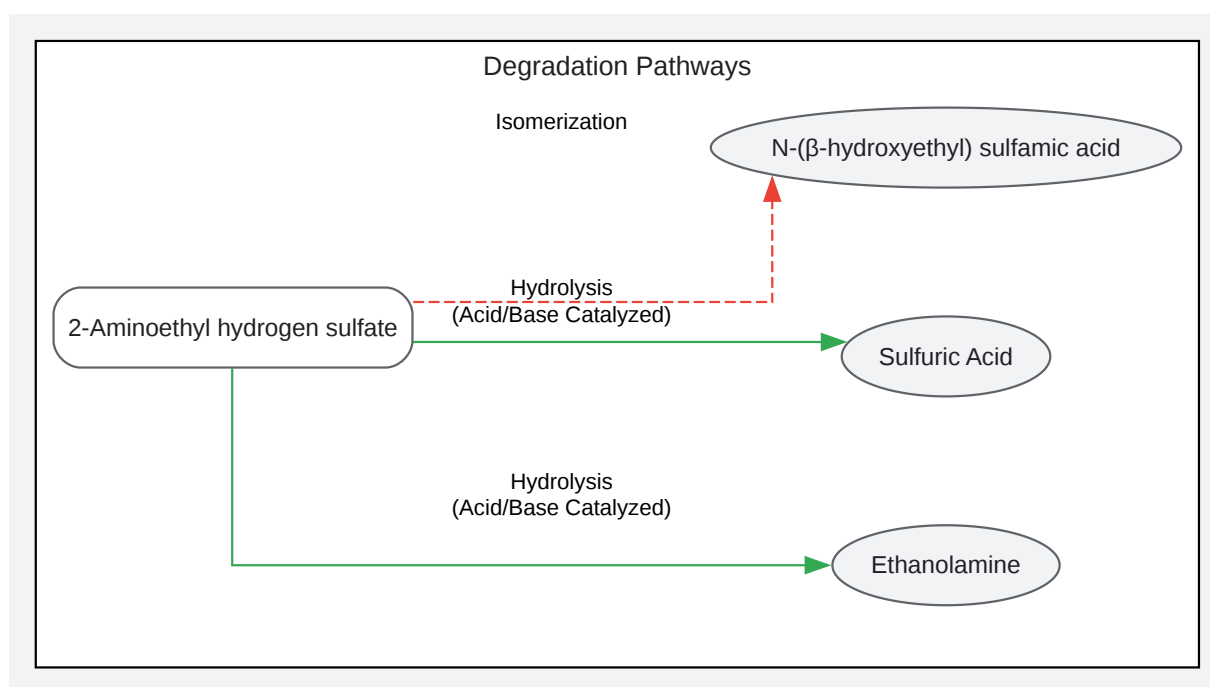 Degradation Pathways
Isomerization
N-(β-hydroxyethyl) sulfamic acid
Hydrolysis
(Acid/Base Catalyzed)
2-Aminoethyl hydrogen sulfate
Sulfuric Acid
Hydrolysis
(Acid/Base Catalyzed)
Ethanolamine